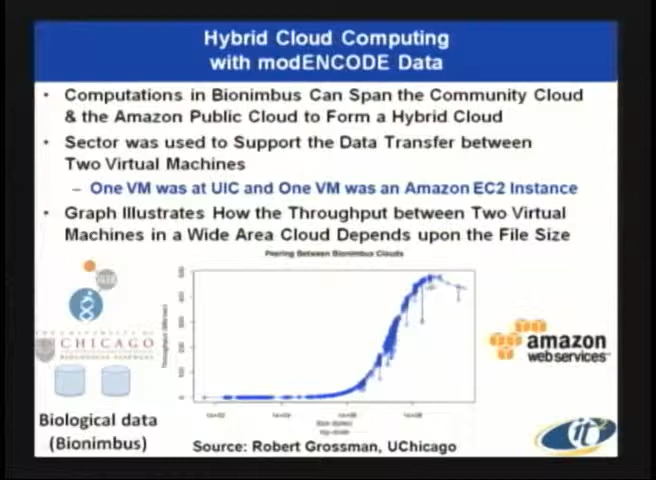 Hybrid Cloud Computing
with modENCODE Data
• Computations in Bionimbus Can Span the Community Cloud
& the Amazon Public Cloud to Form a Hybrid Cloud
• Sector was used to Support the Data Transfer between
Two Virtual Machines
– One VM was at UIC and One VM was an Amazon EC2 Instance
• Graph Illustrates How the Throughput between Two Virtual
Machines in a Wide Area Cloud Depends upon the File Size
Peering Between Bionimbus Clouds
CHICAGO
amazon
webservices
Biological data
(Bionimbus)
Source: Robert Grossman, UChicago
it